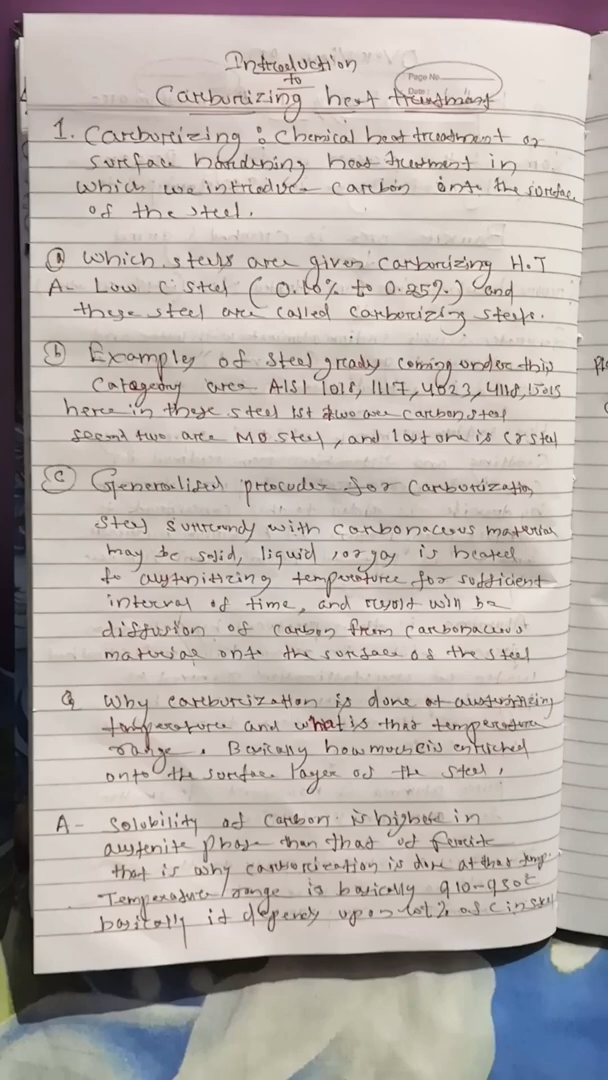 Introduction
to
Page No.
Date :
Carburizing heat treatment
1. Carburizing : Chemical heat treatment or
surface hardening heat treatment in
which we introduce carbon onto the surface
of the steel.
(a) Which steels are given carburizing H.T
A- Low C steel (0.10% to 0.25%) and
these steel are called carburizing steels.
(b) Examples of steel coming under this
Category are AISI 1018, 1117, 4023, 4118, 5015
here in these steel 1st two are carbon steel
second two are MO steel, and last one is Cr steel
(c) Generalised procudar for Carburization
Steel surrounds with carbonaceous material
may be solid, liquid, or gas is heated
to austenitizing temperature for sufficient
interval of time, and result will be
diffusion of carbon from carbonaceous
material onto the surface of the steel
Q Why carburization is done at austenitizing
temperature and what is that temperature
range. Basically how much c is enriched
onto the surface layer of the steel.
A- Solubility of Carbon is highest in
austenite phase than that of ferrite
that is why carburization is done at that temp.
Temperature range is basically 910-950°C
basically it depends upon wt% of C in steel